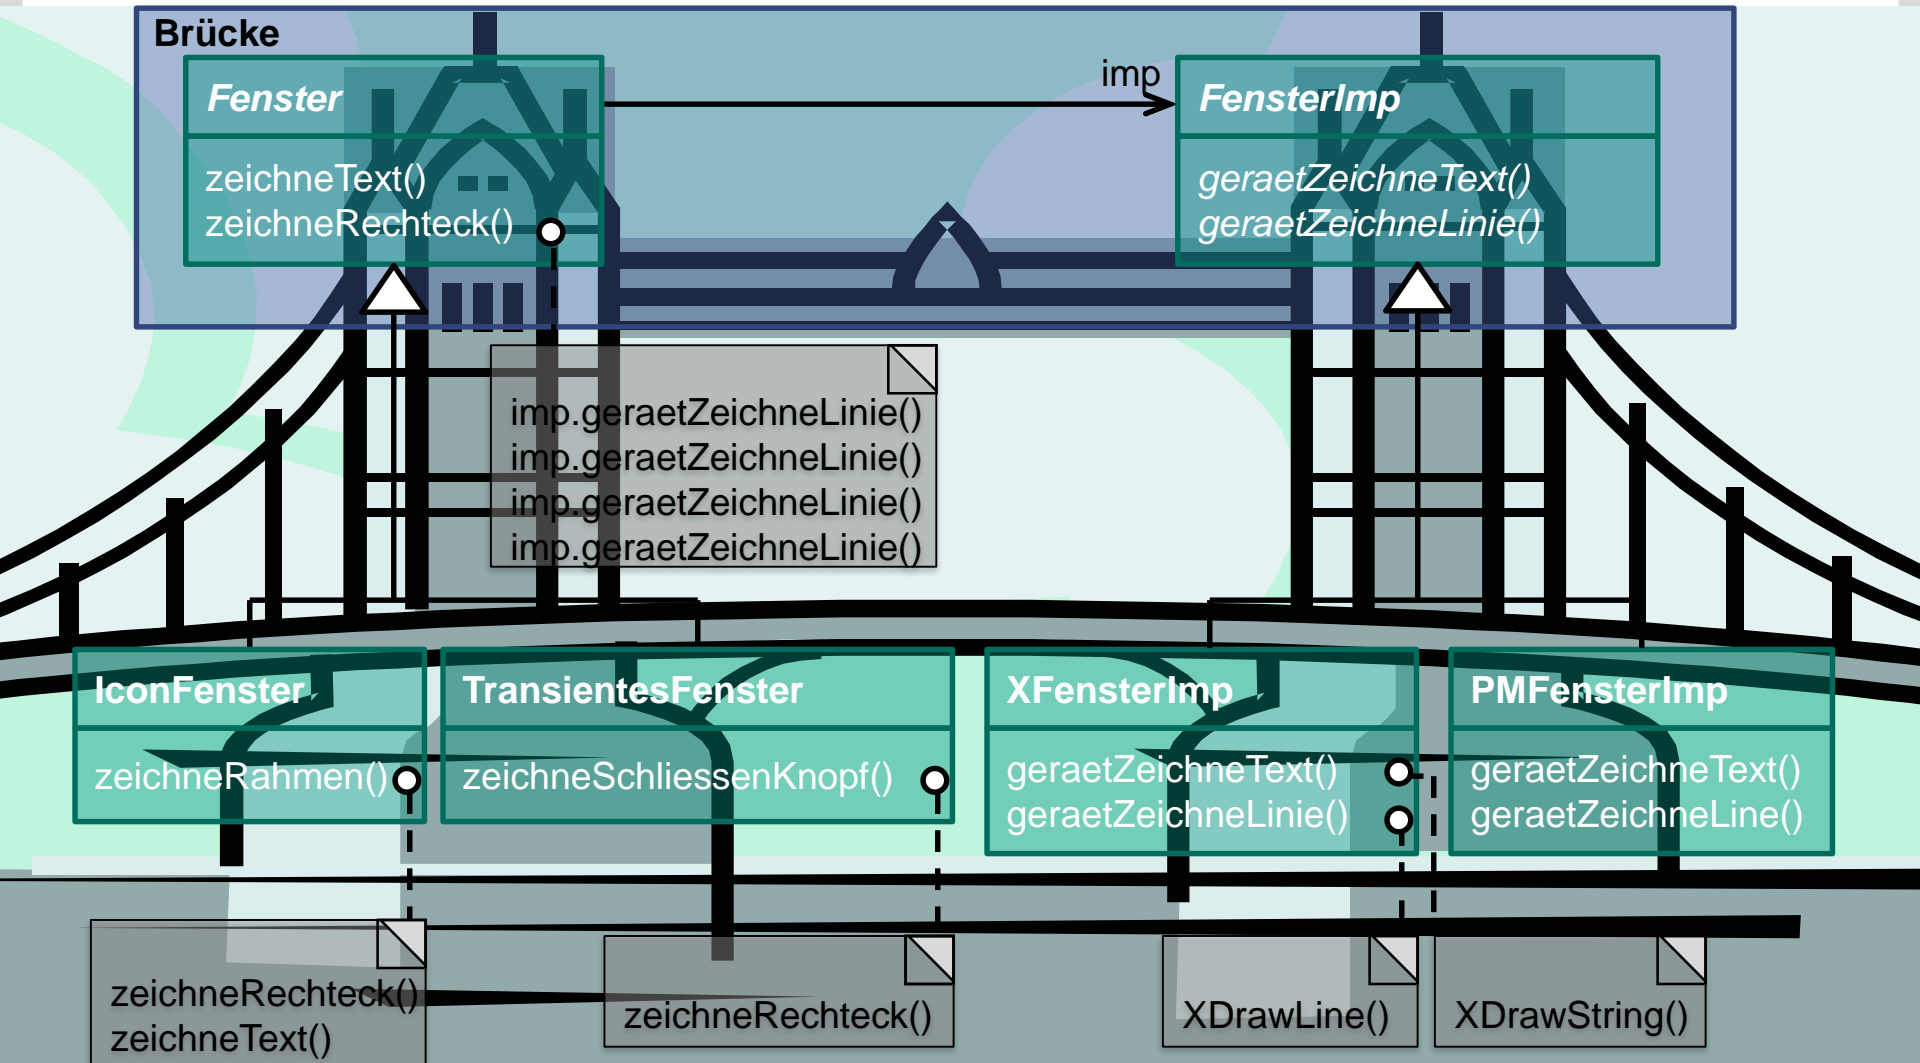 Brücke
imp
Fenster
zeichneText()
zeichneRechteck()
FensterImp
geraetZeichneText()
geraetZeichneLinie()
imp.geraetZeichneLinie()
imp.geraetZeichneLinie()
imp.geraetZeichneLinie()
imp.geraetZeichneLinie()
IconFenster
zeichneRahmen()
TransientesFenster
zeichneSchliessenKnopf()
XFensterImp
geraetZeichneText()
geraetZeichneLinie()
PMFensterImp
geraetZeichneText()
geraetZeichneLine()
zeichneRechteck()
zeichneText()
zeichneRechteck()
XDrawLine()
XDrawString()